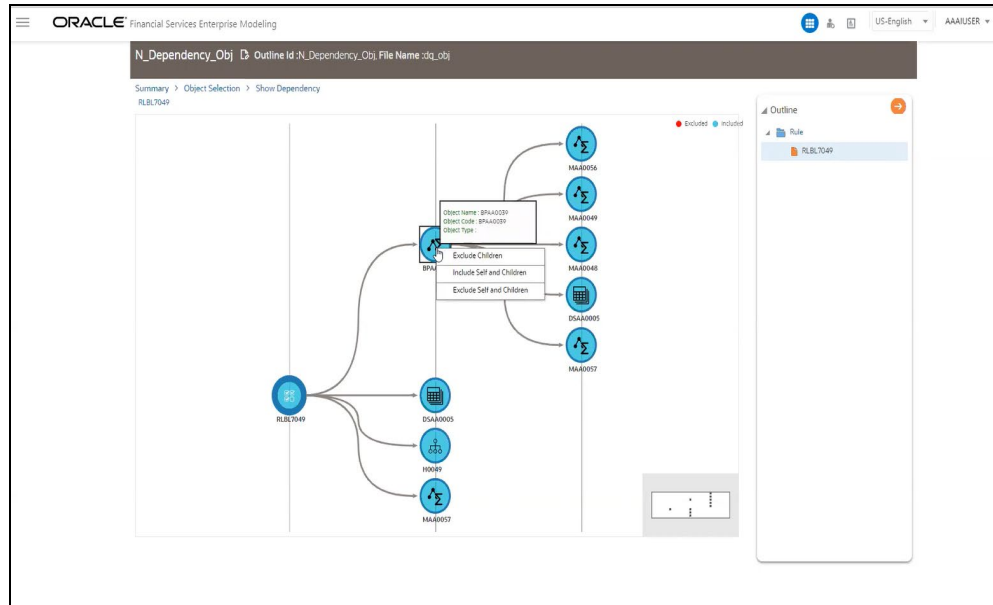 ORACLE® Financial Services Enterprise Modeling
US-English
AAAIUSER
N_Dependency_Obj Outline Id :N_Dependency_Obj, File Name :dq_obj
Summary > Object Selection > Show Dependency
RLBL7049
Excluded Included
Outline
Rule
RLBL7049
MAA0056
Object Name : BPAA0039
Object Code : BPAA0039
Object Type :
MAA0049
Exclude Children
Include Self and Children
Exclude Self and Children
MAA0048
DSAA0005
MAA0057
RLBL7049
DSAA0005
H0049
MAA0057